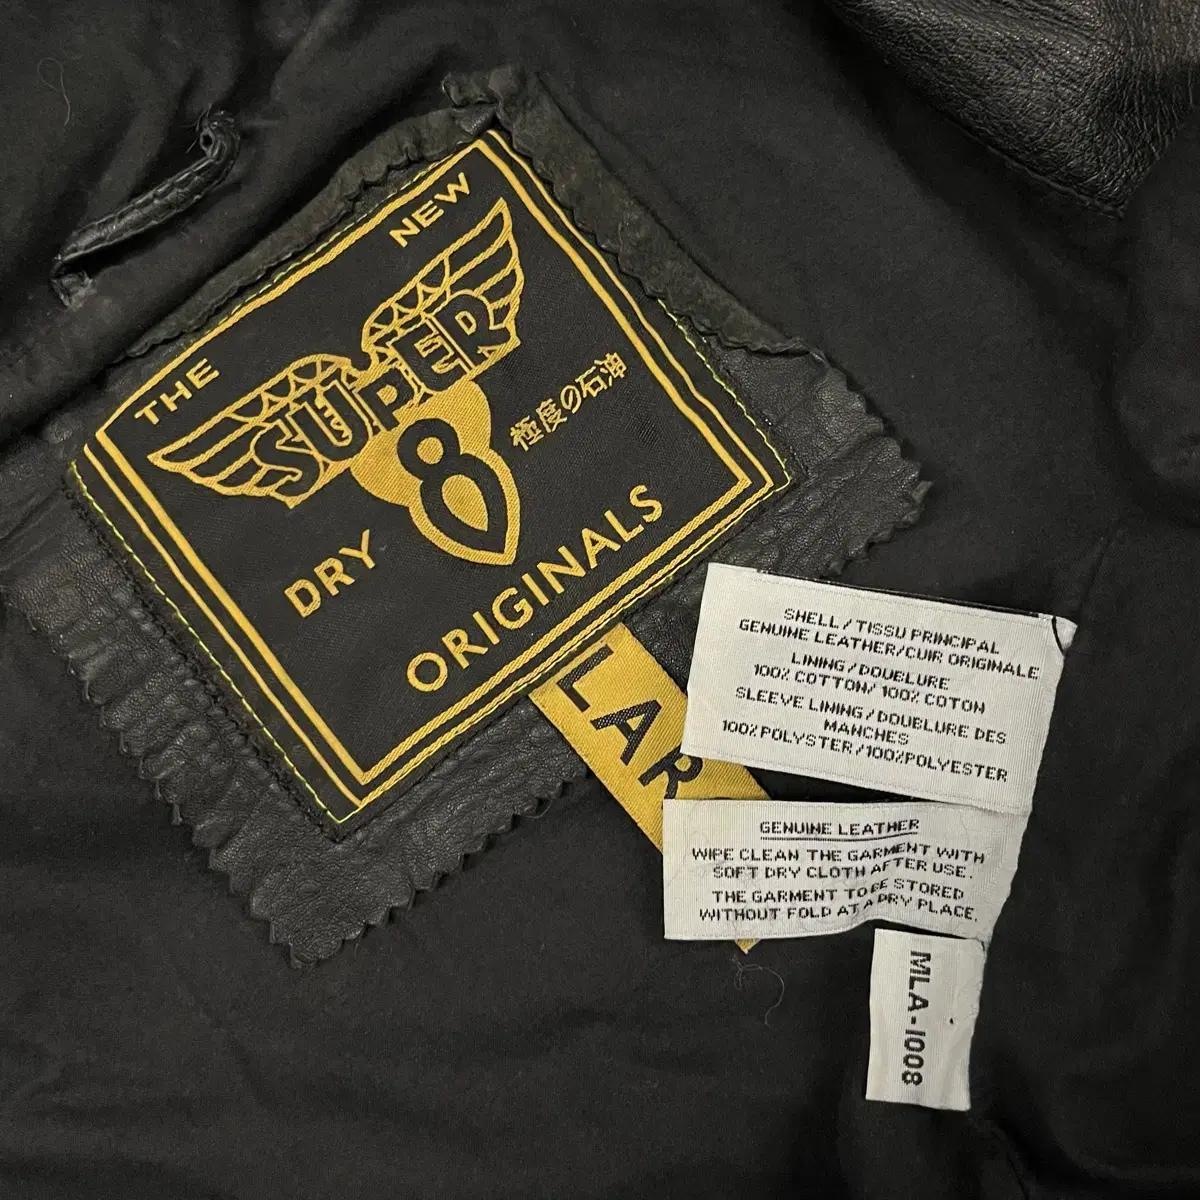 THE NEW
SUPER
8
極度の石油
DRY
ORIGINALS
LAR
SHELL / TISSU PRINCIPAL
GENUINE LEATHER/CUIR ORIGINALE
LINING / DOUEBLURE
100% COTTON/ 100% COTON
SLEEVE LINING / DOUBLURE DES
MANCHES
100% POLYSTER / 100%POLYESTER
GENUINE LEATHER
WIPE CLEAN THE GARMENT WITH
SOFT DRY CLOTH AFTER USE.
THE GARMENT TO BE STORED
WITHOUT FOLD AT A DRY PLACE.
MLA-1008